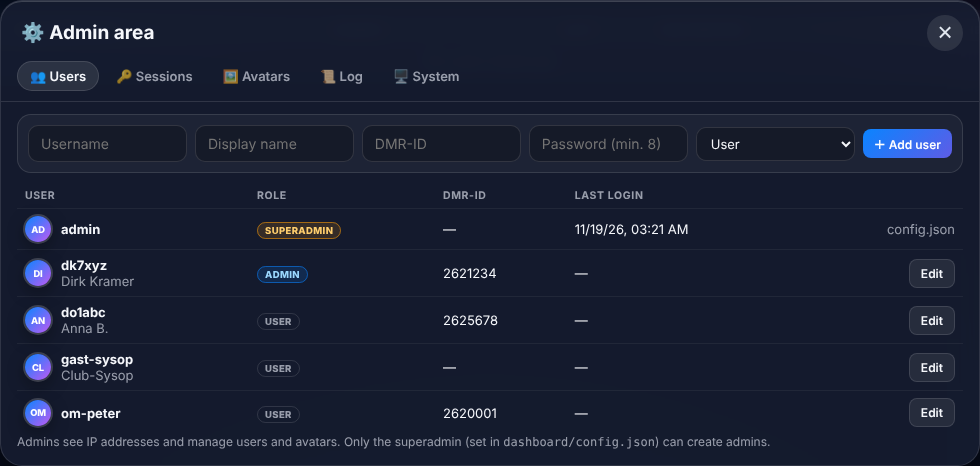 ⚙️ Admin area
✕
👥 Users 🔑 Sessions 🖼️ Avatars 📜 Log 🖥️ System
Username Display name DMR-ID Password (min. 8) User + Add user
USER ROLE DMR-ID LAST LOGIN
AD admin SUPERADMIN — 11/19/26, 03:21 AM config.json
DI dk7xyz ADMIN 2621234 — Edit
Dirk Kramer
AN do1abc USER 2625678 — Edit
Anna B.
CL gast-sysop USER — — Edit
Club-Sysop
OM om-peter USER 2620001 — Edit
Admins see IP addresses and manage users and avatars. Only the superadmin (set in dashboard/config.json) can create admins.